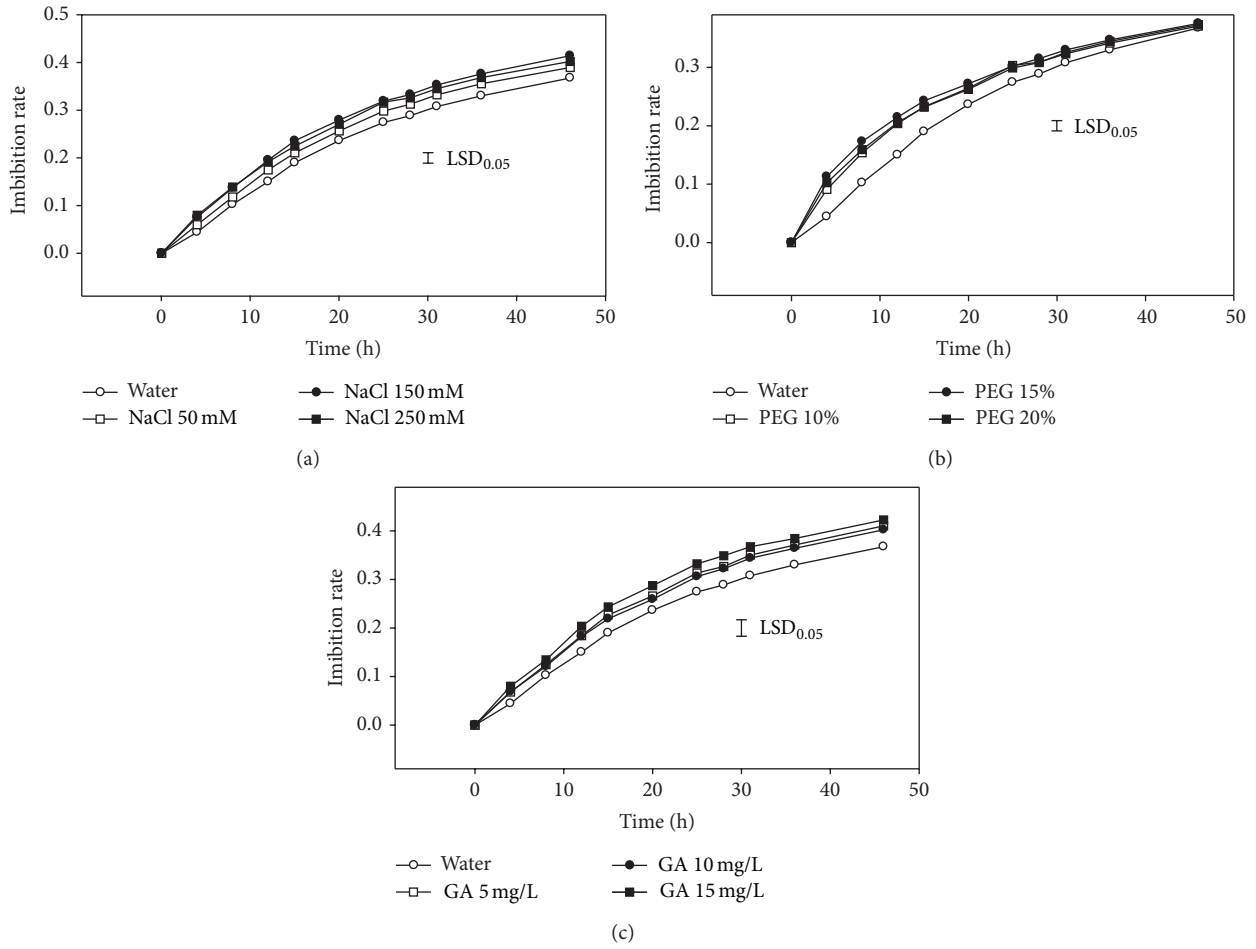 0.5
0.4
0.3
0.2
0.1
0.0
Imbibition rate
LSD0.05
0 10 20 30 40 50
Time (h)
Water
NaCl 50 mM
NaCl 150 mM
NaCl 250 mM
(a)
0.3
0.2
0.1
0.0
Imbibition rate
LSD0.05
0 10 20 30 40 50
Time (h)
Water
PEG 10%
PEG 15%
PEG 20%
(b)
0.4
0.3
0.2
0.1
0.0
Imibition rate
LSD0.05
0 10 20 30 40 50
Time (h)
Water
GA 5 mg/L
GA 10 mg/L
GA 15 mg/L
(c)